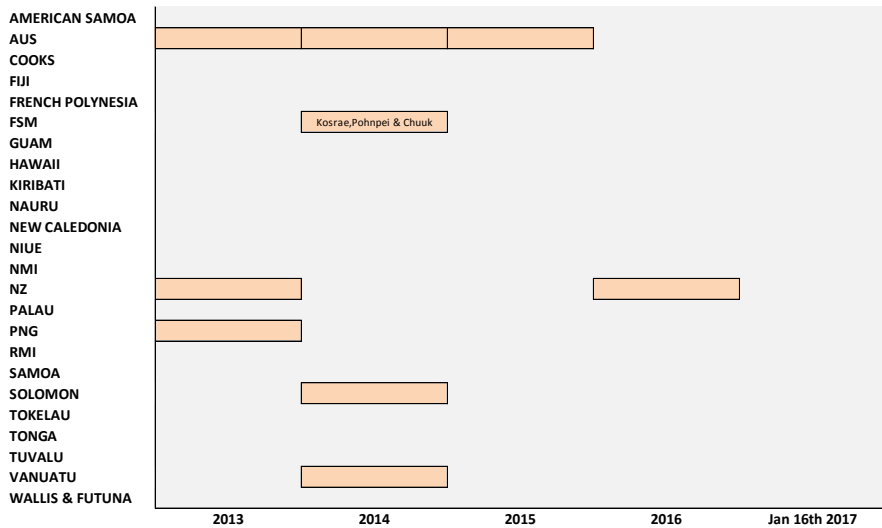 AMERICAN SAMOA
AUS
COOKS
FIJI
FRENCH POLYNESIA
FSM
Kosrae,Pohnpei & Chuuk
GUAM
HAWAII
KIRIBATI
NAURU
NEW CALEDONIA
NIUE
NMI
NZ
PALAU
PNG
RMI
SAMOA
SOLOMON
TOKELAU
TONGA
TUVALU
VANUATU
WALLIS & FUTUNA
2013 2014 2015 2016 Jan 16th 2017